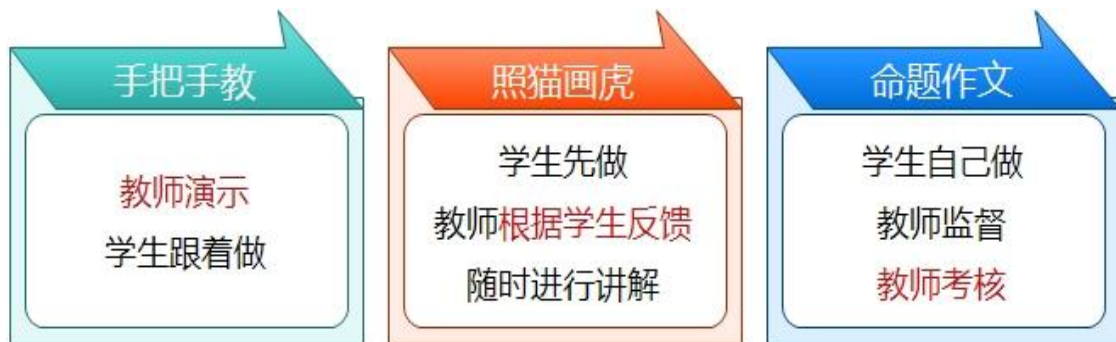 手把手教
教师演示
学生跟着做
照猫画虎
学生先做
教师根据学生反馈
随时进行讲解
命题作文
学生自己做
教师监督
教师考核